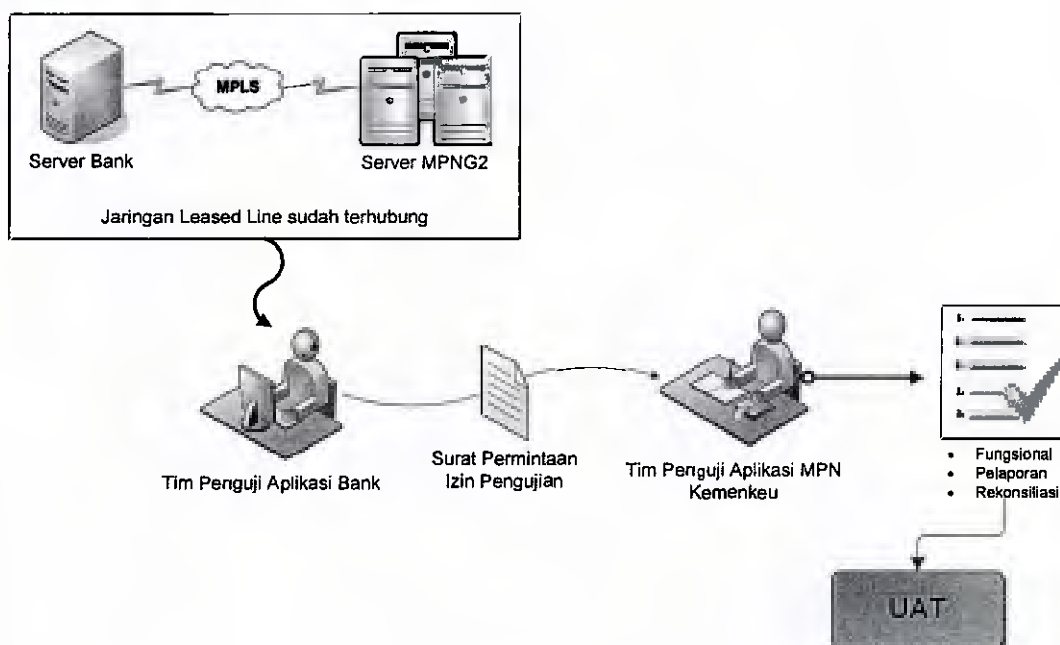 MPLS
Server Bank
Server MPNG2
Jaringan Leased Line sudah terhubung
Tim Penguji Aplikasi Bank
Surat Permintaan
Izin Pengujian
Tim Penguji Aplikasi MPN
Kemenkeu
• Fungsional
• Pelaporan
• Rekonsiliasi
UAT